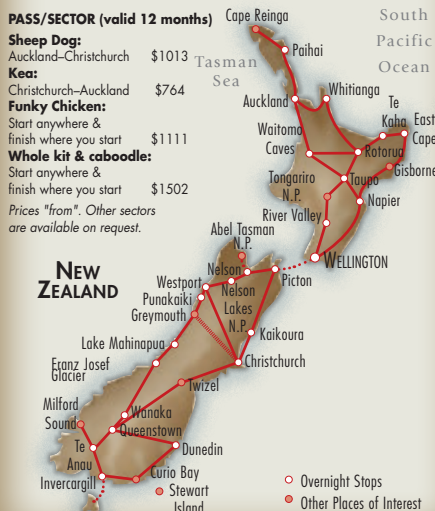 PASS/SECTOR (valid 12 months)
Sheep Dog:
Auckland–Christchurch $1013
Kea:
Christchurch–Auckland $764
Funky Chicken:
Start anywhere &
finish where you start $1111
Whole kit & caboodle:
Start anywhere &
finish where you start $1502
Prices "from". Other sectors
are available on request.
Cape Reinga
South
Pacific
Ocean
Paihai
Tasman
Sea
Auckland
Whitianga
Te
Kaha
East
Cape
Waitomo
Caves
Rotorua
Gisborne
Tongariro
N.P.
Taupo
Napier
River Valley
Abel Tasman
N.P.
WELLINGTON
NEW
ZEALAND
Nelson
Picton
Westport
Nelson
Lakes
N.P.
Punakaiki
Greymouth
Kaikoura
Lake Mahinapua
Christchurch
Franz Josef
Glacier
Twizel
Milford
Sound
Wanaka
Queenstown
Te
Anau
Dunedin
Invercargill
Curio Bay
Stewart
Island
Overnight Stops
Other Places of Interest